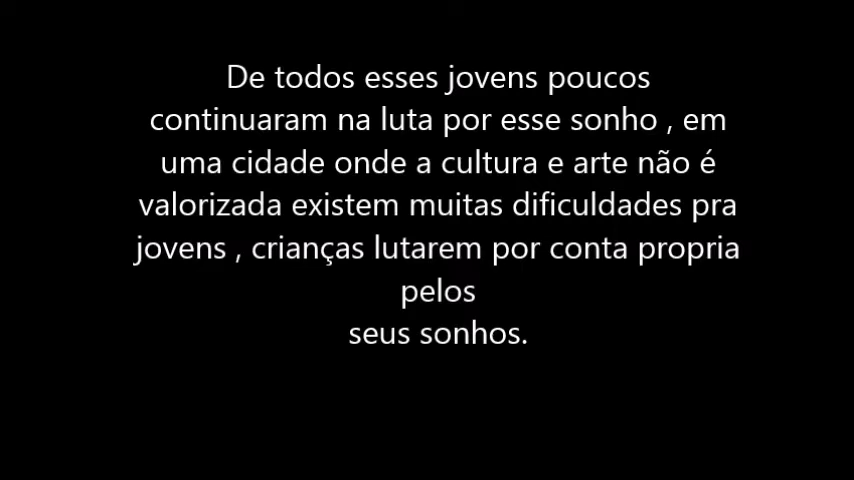 De todos esses jovens poucos
continuaram na luta por esse sonho , em
uma cidade onde a cultura e arte não é
valorizada existem muitas dificuldades pra
jovens , crianças lutarem por conta propria
pelos
seus sonhos.